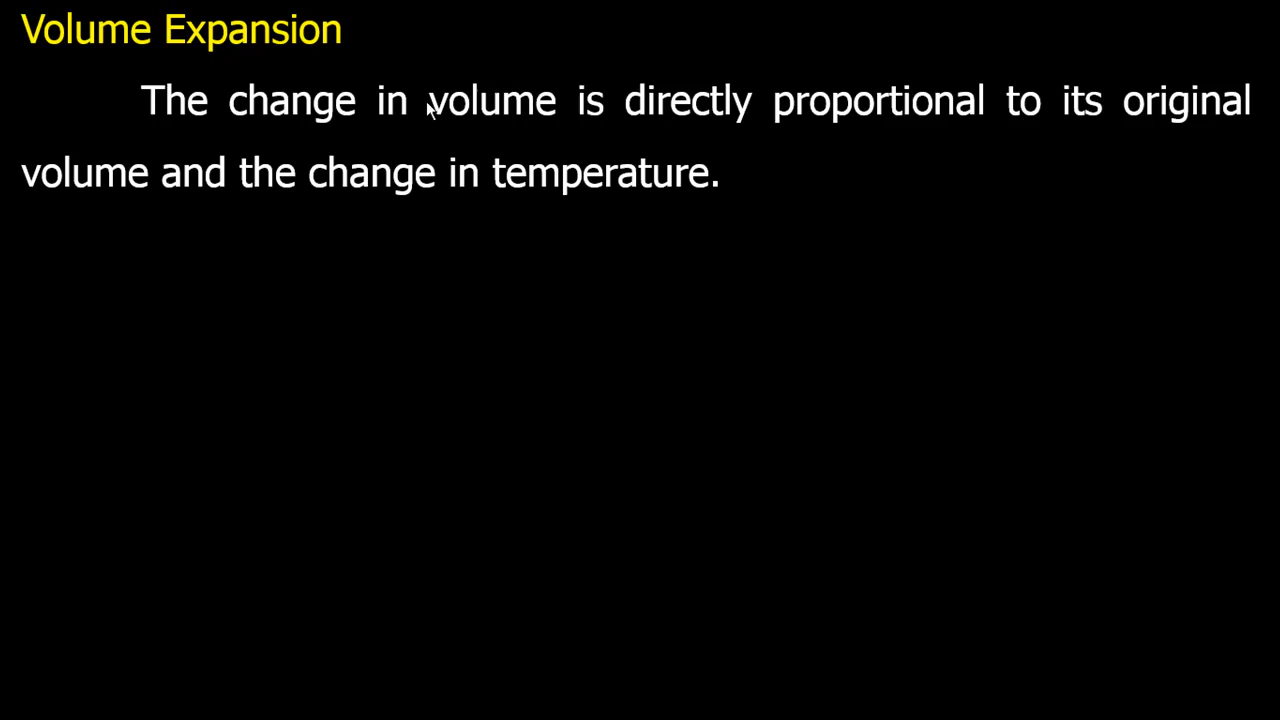 Volume Expansion
The change in volume is directly proportional to its original
volume and the change in temperature.